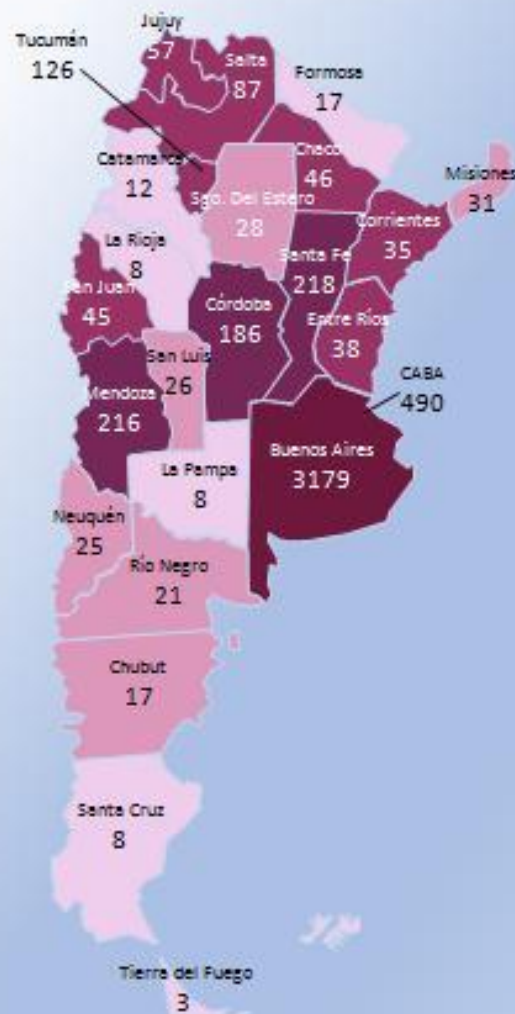 Jujuy
57
Tucumán
126
Salta
87
Formosa
17
Catamarca
12
Chaco
46
Misiones
31
Sgo. Del Estero
28
Corrientes
35
La Rioja
8
Santa Fe
218
San Juan
45
Córdoba
186
Entre Ríos
38
San Luis
26
CABA
490
Mendoza
216
Buenos Aires
3179
La Pampa
8
Neuquén
25
Río Negro
21
Chubut
17
Santa Cruz
8
Tierra del Fuego
3